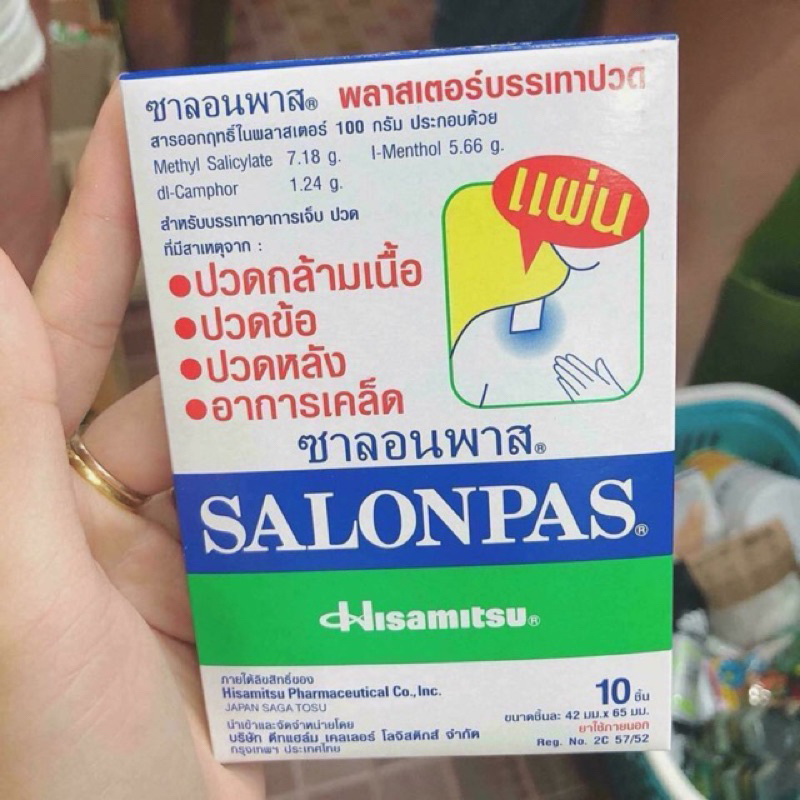 ซาลอนพาส® พลาสเตอร์บรรเทาปวด
สารออกฤทธิ์ในพลาสเตอร์ 100 กรัม ประกอบด้วย
Methyl Salicylate 7.18 g. l-Menthol 5.66 g.
dl-Camphor 1.24 g.
สำหรับบรรเทาอาการเจ็บ ปวด
ที่มีสาเหตุจาก :
แผ่น
•ปวดกล้ามเนื้อ
•ปวดข้อ
•ปวดหลัง
•อาการเคล็ด
ซาลอนพาส®
SALONPAS®
Hisamitsu®
ภายใต้ลิขสิทธิ์ของ
Hisamitsu Pharmaceutical Co., Inc.
JAPAN SAGA TOSU
นำเข้าและจัดจำหน่ายโดย
บริษัท ดีทแฮล์ม เคลเลอร์ โลจิสติกส์ จำกัด
กรุงเทพฯ ประเทศไทย
10 ชิ้น
ขนาดชิ้นละ 42 มม.x 65 มม.
ยาใช้ภายนอก
Reg. No. 2C 57/52